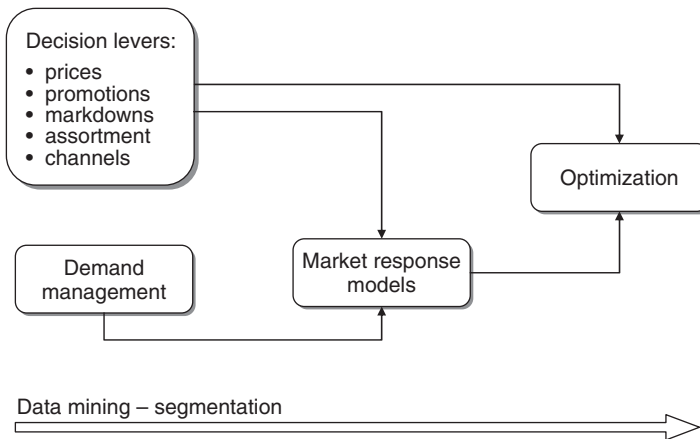 Decision levers:
• prices
• promotions
• markdowns
• assortment
• channels
Optimization
Demand
management
Market response
models
Data mining – segmentation